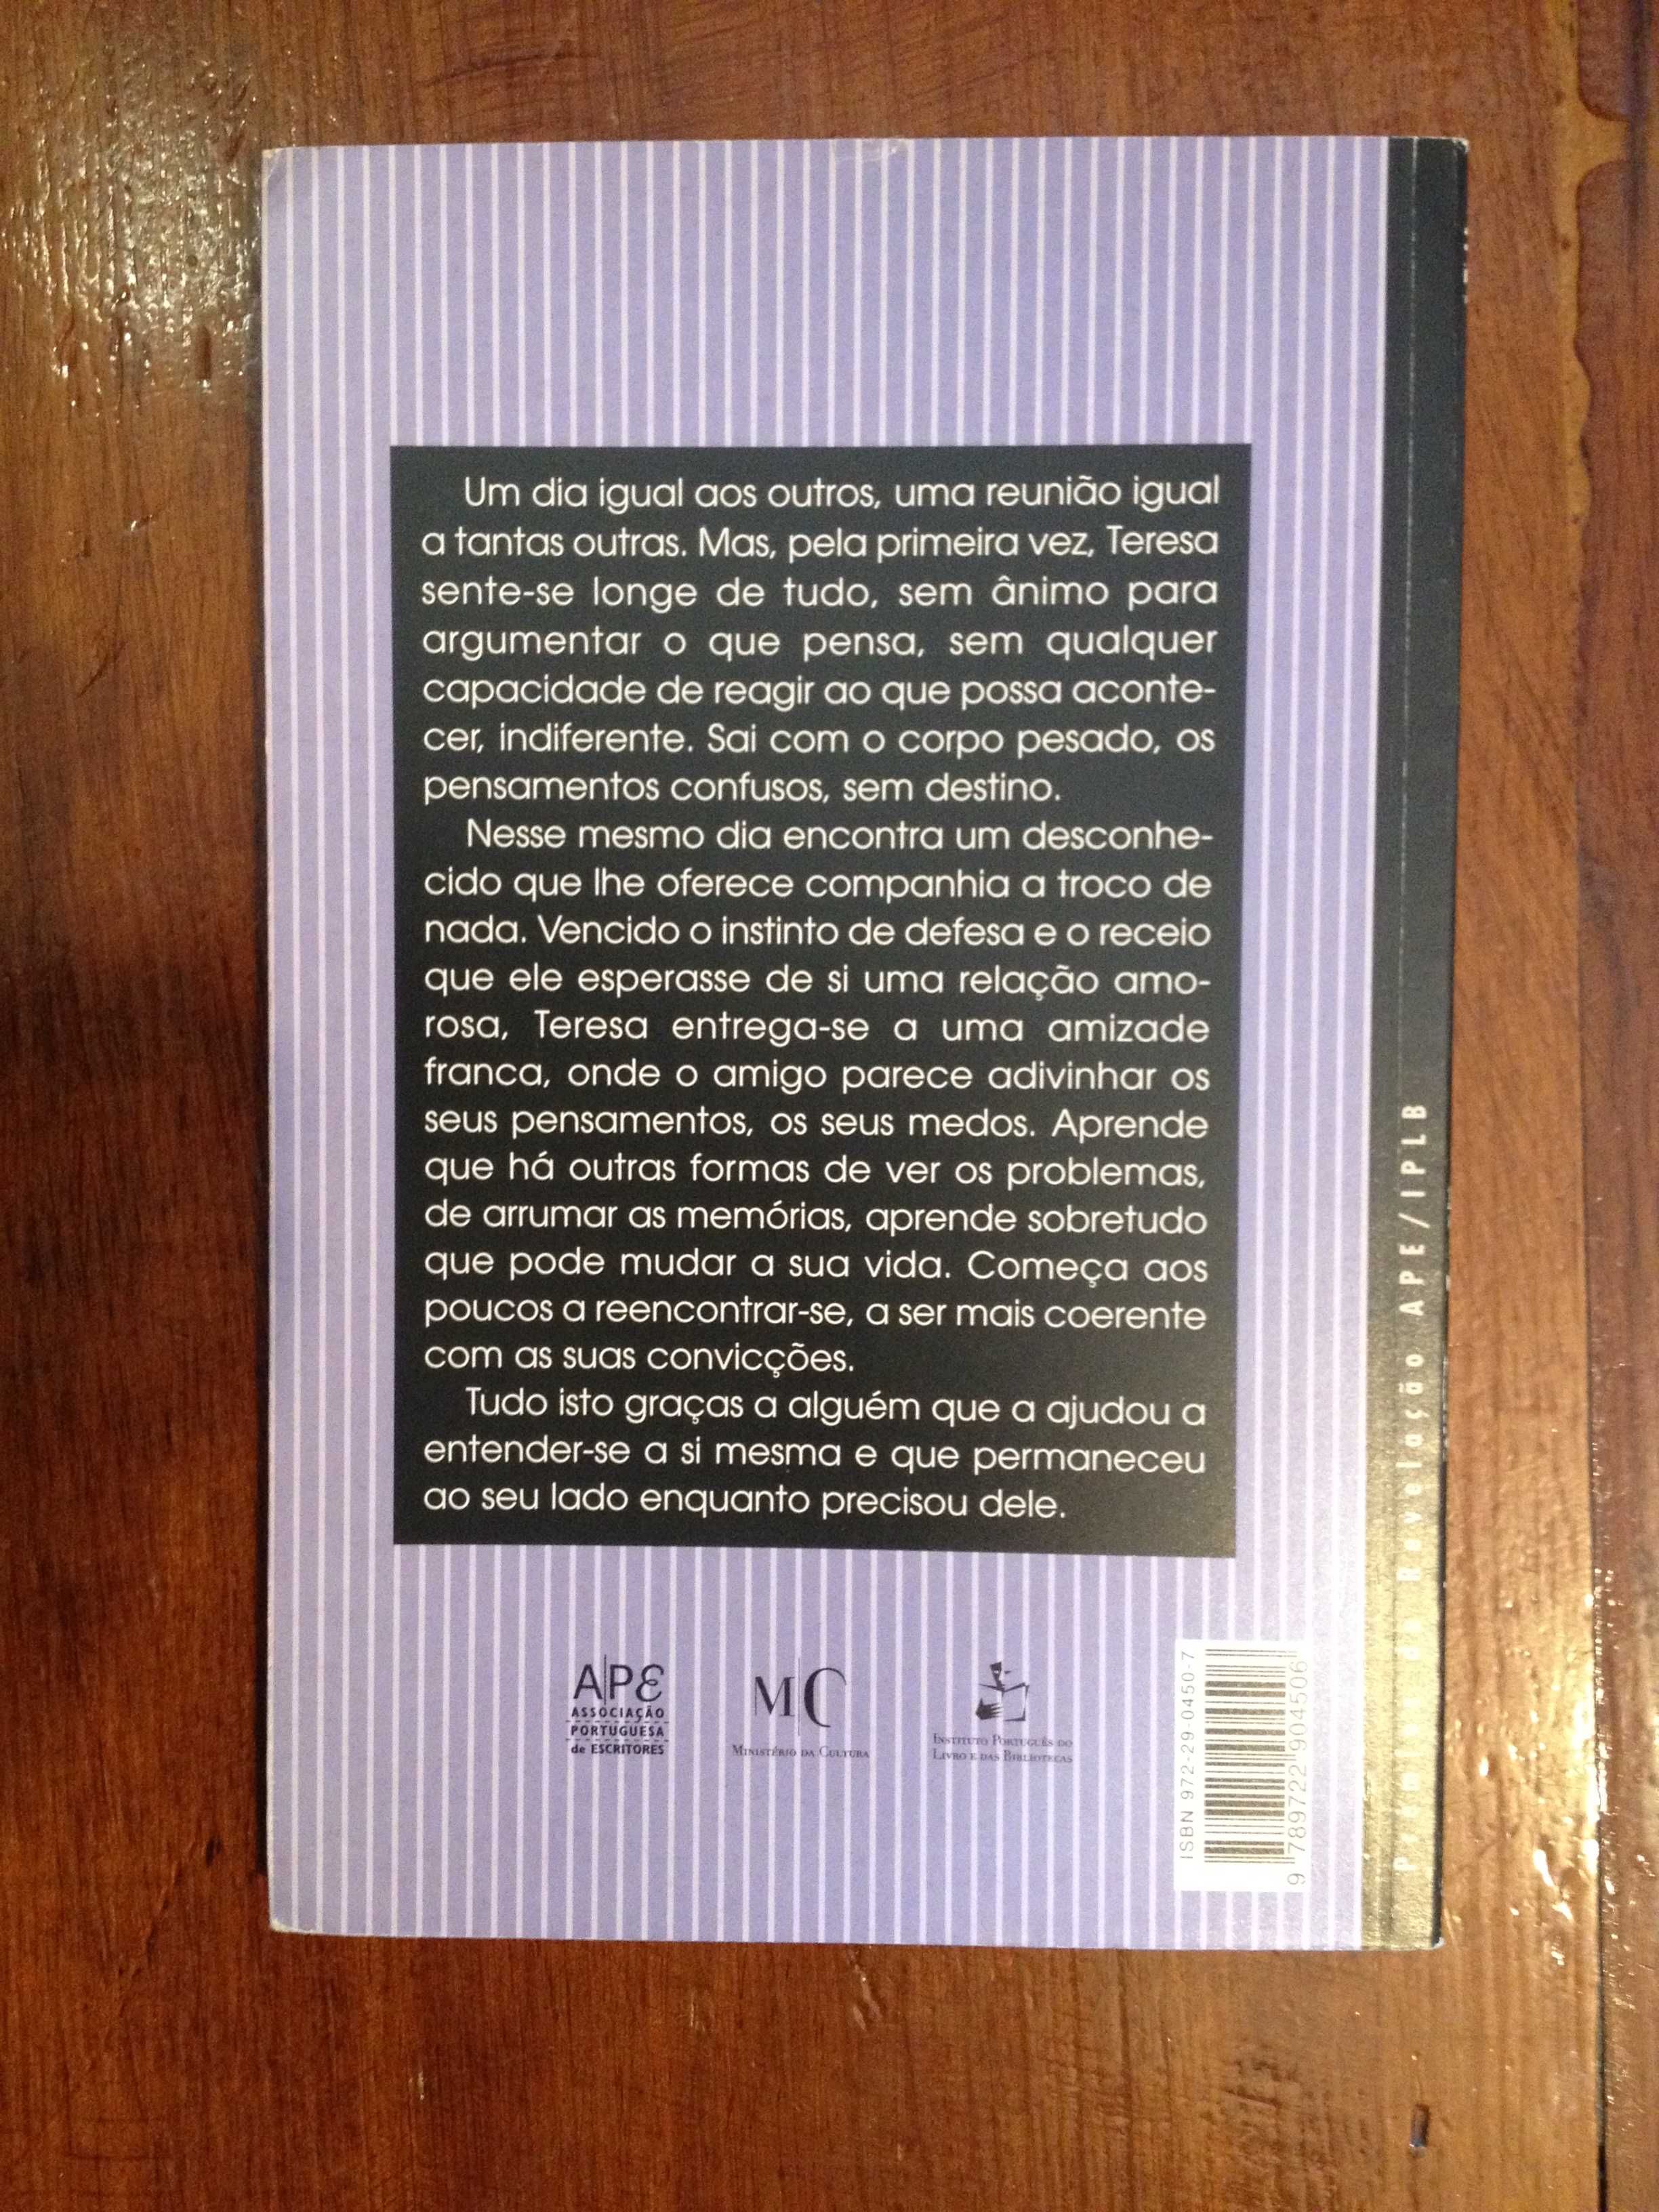 Um dia igual aos outros, uma reunião igual
a tantas outras. Mas, pela primeira vez, Teresa
sente-se longe de tudo, sem ânimo para
argumentar o que pensa, sem qualquer
capacidade de reagir ao que possa aconte-
cer, indiferente. Sai com o corpo pesado, os
pensamentos confusos, sem destino.
Nesse mesmo dia encontra um desconhe-
cido que lhe oferece companhia a troco de
nada. Vencido o instinto de defesa e o receio
que ele esperasse de si uma relação amo-
rosa, Teresa entrega-se a uma amizade
franca, onde o amigo parece adivinhar os
seus pensamentos, os seus medos. Aprende
que há outras formas de ver os problemas,
de arrumar as memórias, aprende sobretudo
que pode mudar a sua vida. Começa aos
poucos a reencontrar-se, a ser mais coerente
com as suas convicções.
Tudo isto graças a alguém que a ajudou a
entender-se a si mesma e que permaneceu
ao seu lado enquanto precisou dele.
APE
ASSOCIAÇÃO
PORTUGUESA
de ESCRITORES
MC
MINISTÉRIO DA CULTURA
INSTITUTO PORTUGUÊS DO
LIVRO E DAS BIBLIOTECAS
ISBN 972-29-0450-7
9 789722 904506
Prémio de Revelação APE/IPLB